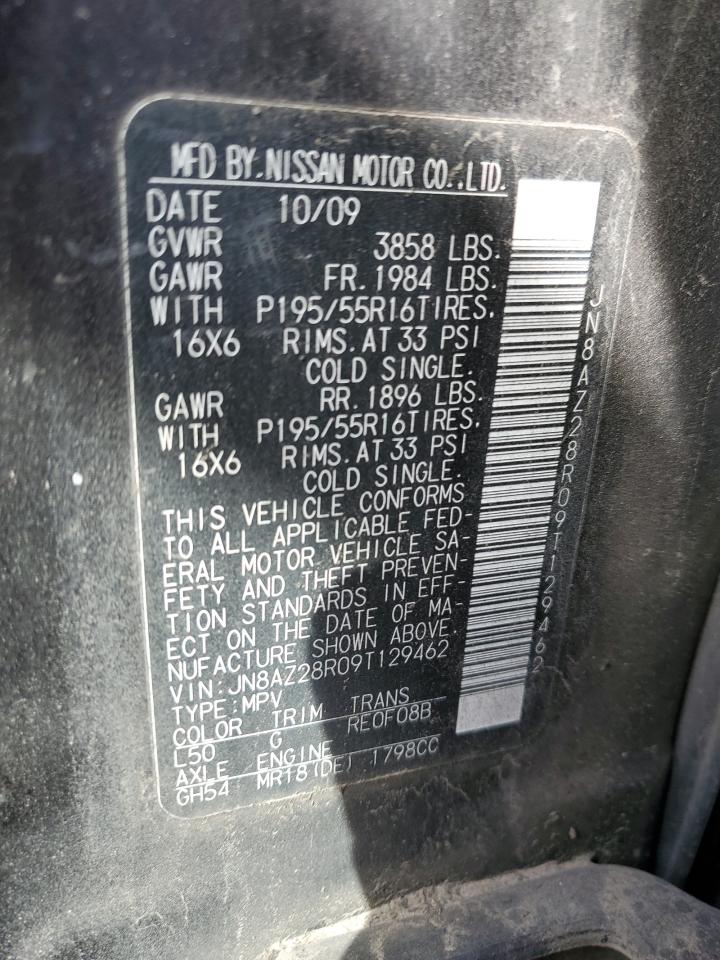 MFD BY. NISSAN MOTOR CO.,LTD.
DATE 10/09
GVWR 3858 LBS.
GAWR FR. 1984 LBS.
WITH P195/55R16TIRES.
16X6 RIMS. AT 33 PSI
COLD SINGLE.
GAWR RR. 1896 LBS.
WITH P195/55R16TIRES.
16X6 RIMS. AT 33 PSI
COLD SINGLE.
THIS VEHICLE CONFORMS
TO ALL APPLICABLE FED-
ERAL MOTOR VEHICLE SA-
FETY AND THEFT PREVEN-
TION STANDARDS IN EFF-
ECT ON THE DATE OF MA-
NUFACTURE SHOWN ABOVE.
VIN:JN8AZ28R09T129462
TYPE:MPV
COLOR TRIM TRANS
L50 G RE0F08B
AXLE ENGINE
GH54 MR18(DE) 1798CC
JN8AZ28R09T129462